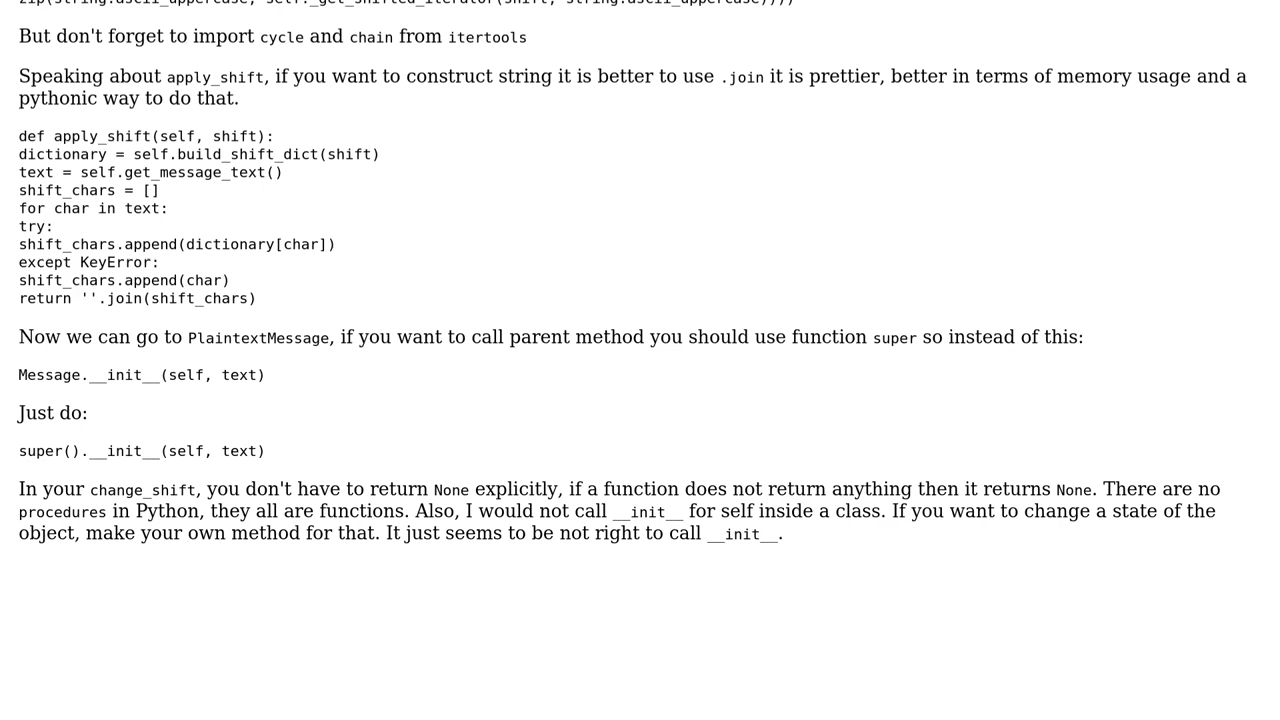 zip(string.ascii_uppercase, self._get_shifted_iterator(shift, string.ascii_uppercase))))
But don't forget to import cycle and chain from itertools
Speaking about apply_shift, if you want to construct string it is better to use .join it is prettier, better in terms of memory usage and a
pythonic way to do that.
def apply_shift(self, shift):
dictionary = self.build_shift_dict(shift)
text = self.get_message_text()
shift_chars = []
for char in text:
try:
shift_chars.append(dictionary[char])
except KeyError:
shift_chars.append(char)
return ''.join(shift_chars)
Now we can go to PlaintextMessage, if you want to call parent method you should use function super so instead of this:
Message.__init__(self, text)
Just do:
super().__init__(self, text)
In your change_shift, you don't have to return None explicitly, if a function does not return anything then it returns None. There are no
procedures in Python, they all are functions. Also, I would not call __init__ for self inside a class. If you want to change a state of the
object, make your own method for that. It just seems to be not right to call __init__.